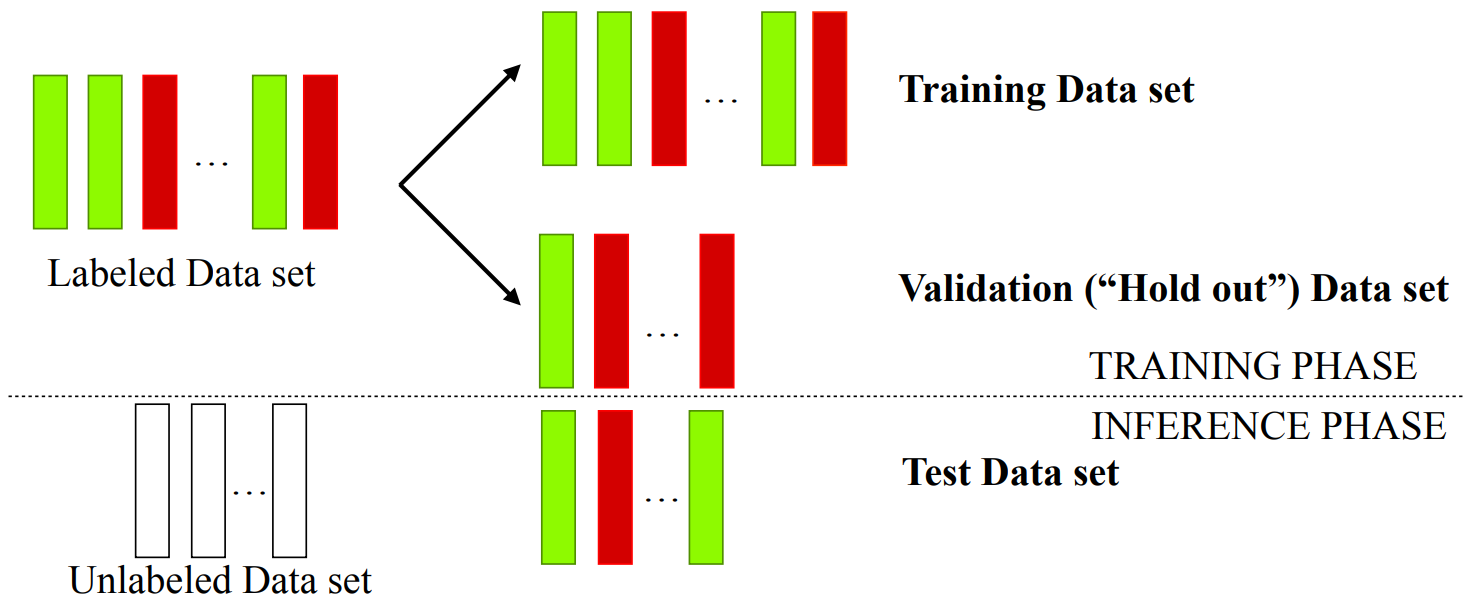 Training Data set
…
…
Labeled Data set
Validation (“Hold out”) Data set
…
TRAINING PHASE
INFERENCE PHASE
Test Data set
…
…
Unlabeled Data set